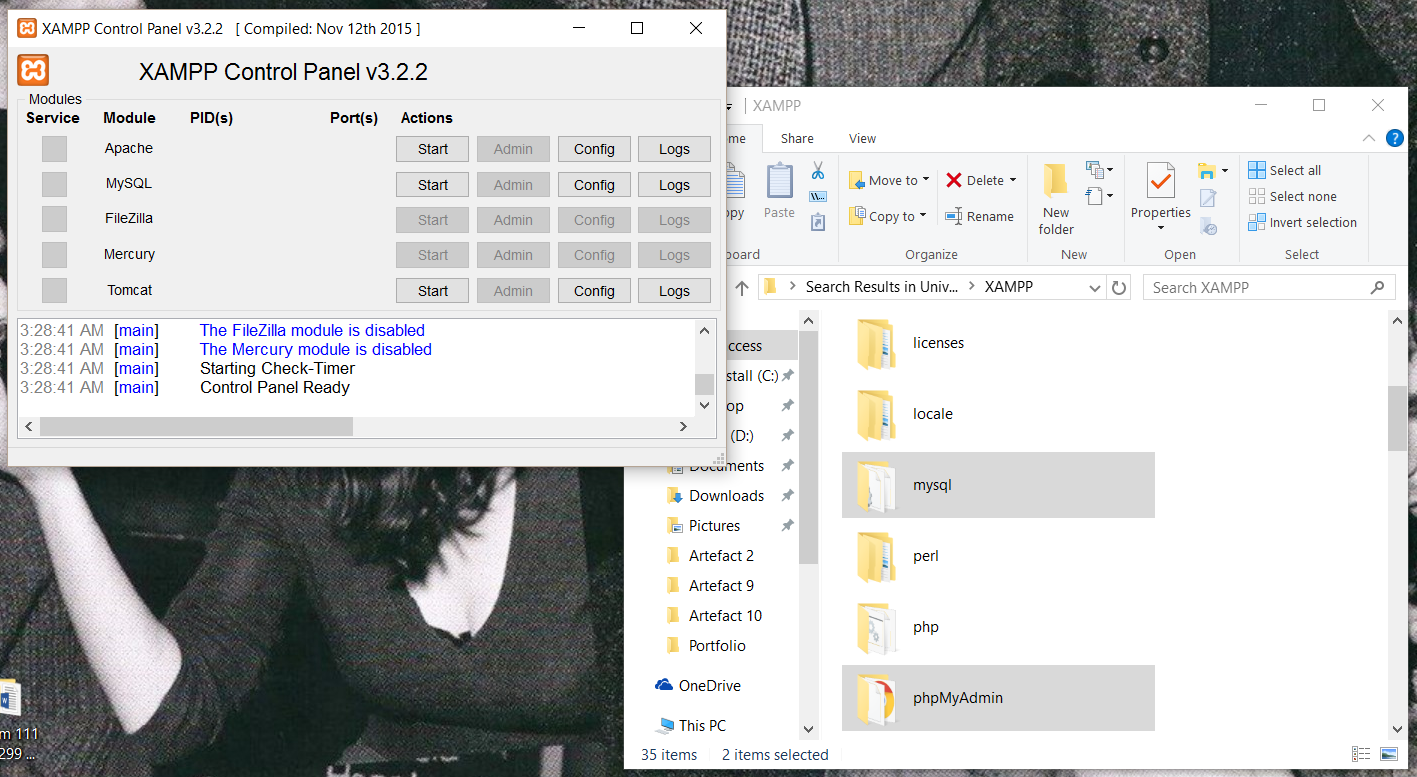 XAMPP Control Panel v3.2.2 [ Compiled: Nov 12th 2015 ]
XAMPP Control Panel v3.2.2
Modules
Service Module PID(s) Port(s) Actions
Apache Start Admin Config Logs
MySQL Start Admin Config Logs
FileZilla Start Admin Config Logs
Mercury Start Admin Config Logs
Tomcat Start Admin Config Logs
3:28:41 AM [main] The FileZilla module is disabled
3:28:41 AM [main] The Mercury module is disabled
3:28:41 AM [main] Starting Check-Timer
3:28:41 AM [main] Control Panel Ready
XAMPP
me Share View
py
Paste
Move to
Copy to
Delete
Rename
New
folder
Properties
Select all
Select none
Invert selection
board Organize New Open Select
Search Results in Univ... > XAMPP
Search XAMPP
ccess
stall (C:)
op
(D:)
Documents
Downloads
Pictures
Artefact 2
Artefact 9
Artefact 10
Portfolio
OneDrive
This PC
licenses
locale
mysql
perl
php
phpMyAdmin
35 items 2 items selected
m 111
299 ...